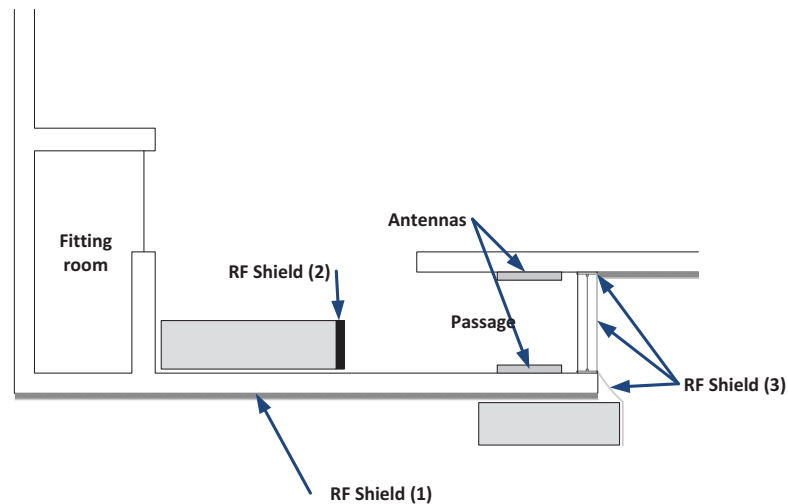 Antennas
Fitting
room
RF Shield (2)
Passage
RF Shield (3)
RF Shield (1)